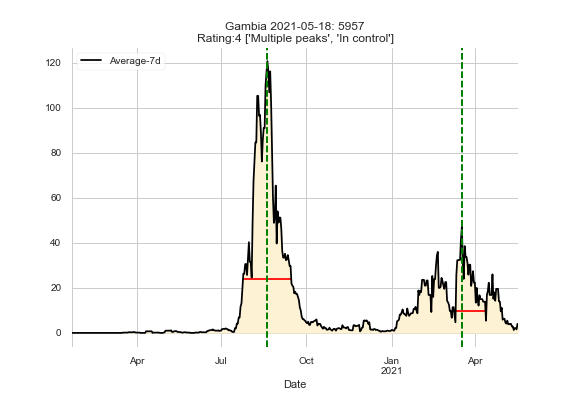 Gambia 2021-05-18: 5957
Rating:4 ['Multiple peaks', 'In control']
Average-7d
120
100
80
60
40
20
0
Apr
Jul
Oct
Jan
2021
Apr
Date